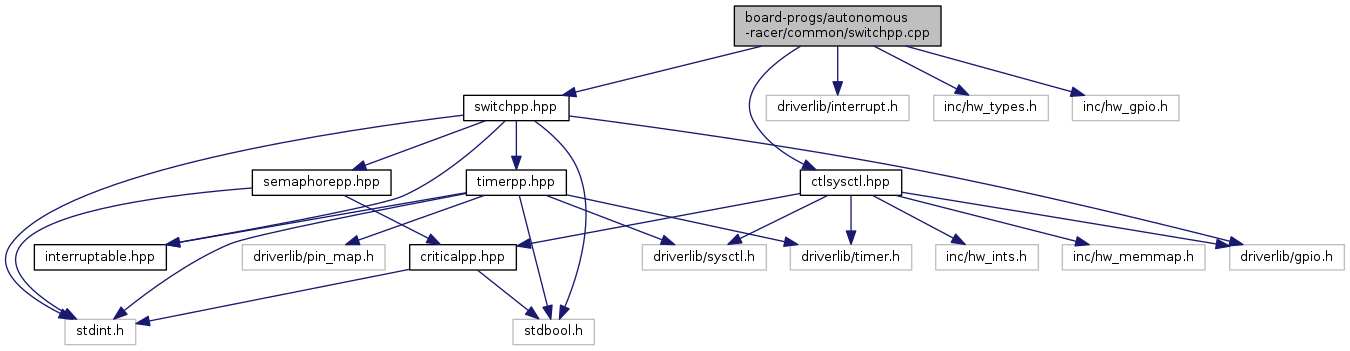 board-progs/autonomous
-racer/common/switchpp.cpp
switchpp.hpp
driverlib/interrupt.h
inc/hw_types.h
inc/hw_gpio.h
semaphorepp.hpp
timerpp.hpp
ctlsysctl.hpp
interruptable.hpp
driverlib/pin_map.h
criticalpp.hpp
driverlib/sysctl.h
driverlib/timer.h
inc/hw_ints.h
inc/hw_memmap.h
driverlib/gpio.h
stdint.h
stdbool.h